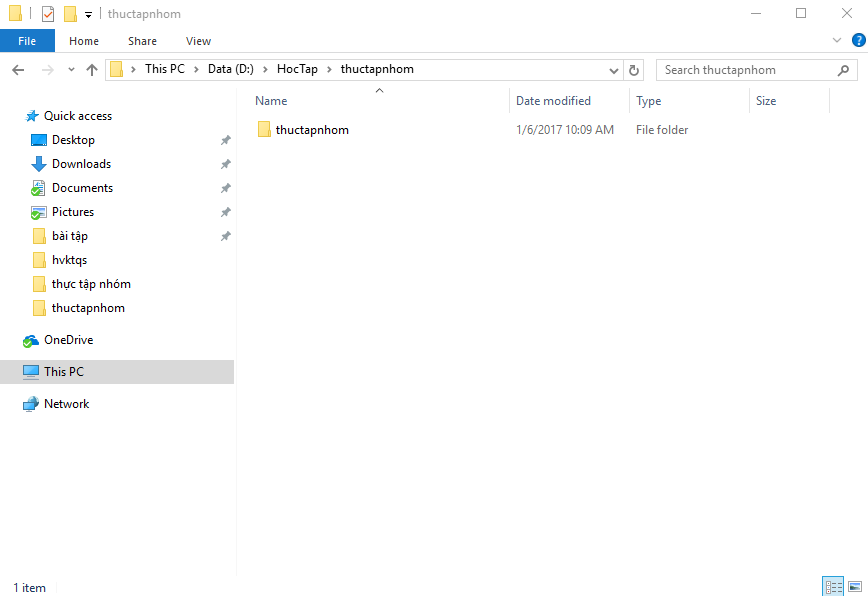 thuctapnhom
File Home Share View
This PC Data (D:) HocTap thuctapnhom Search thuctapnhom
Name Date modified Type Size
thuctapnhom 1/6/2017 10:09 AM File folder
Quick access
Desktop
Downloads
Documents
Pictures
bài tập
hvktqs
thực tập nhóm
thuctapnhom
OneDrive
This PC
Network
1 item